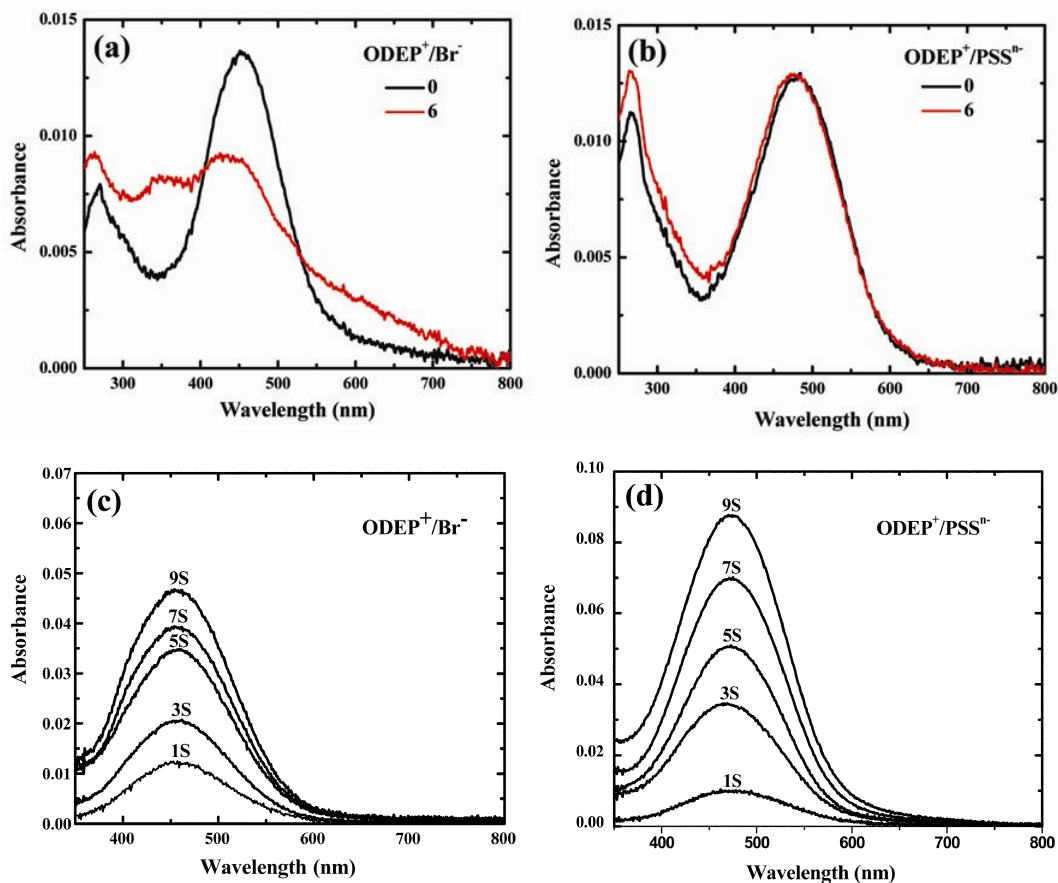 (a)
ODEP⁺/Br⁻
0
6
0.015
0.010
0.005
0.000
Absorbance
300 400 500 600 700 800
Wavelength (nm)
(b)
ODEP⁺/PSSⁿ⁻
0
6
0.015
0.010
0.005
0.000
Absorbance
300 400 500 600 700 800
Wavelength (nm)
(c)
ODEP⁺/Br⁻
9S
7S
5S
3S
1S
0.07
0.06
0.05
0.04
0.03
0.02
0.01
0.00
Absorbance
400 500 600 700 800
Wavelength (nm)
(d)
ODEP⁺/PSSⁿ⁻
9S
7S
5S
3S
1S
0.10
0.08
0.06
0.04
0.02
0.00
Absorbance
400 500 600 700 800
Wavelength (nm)